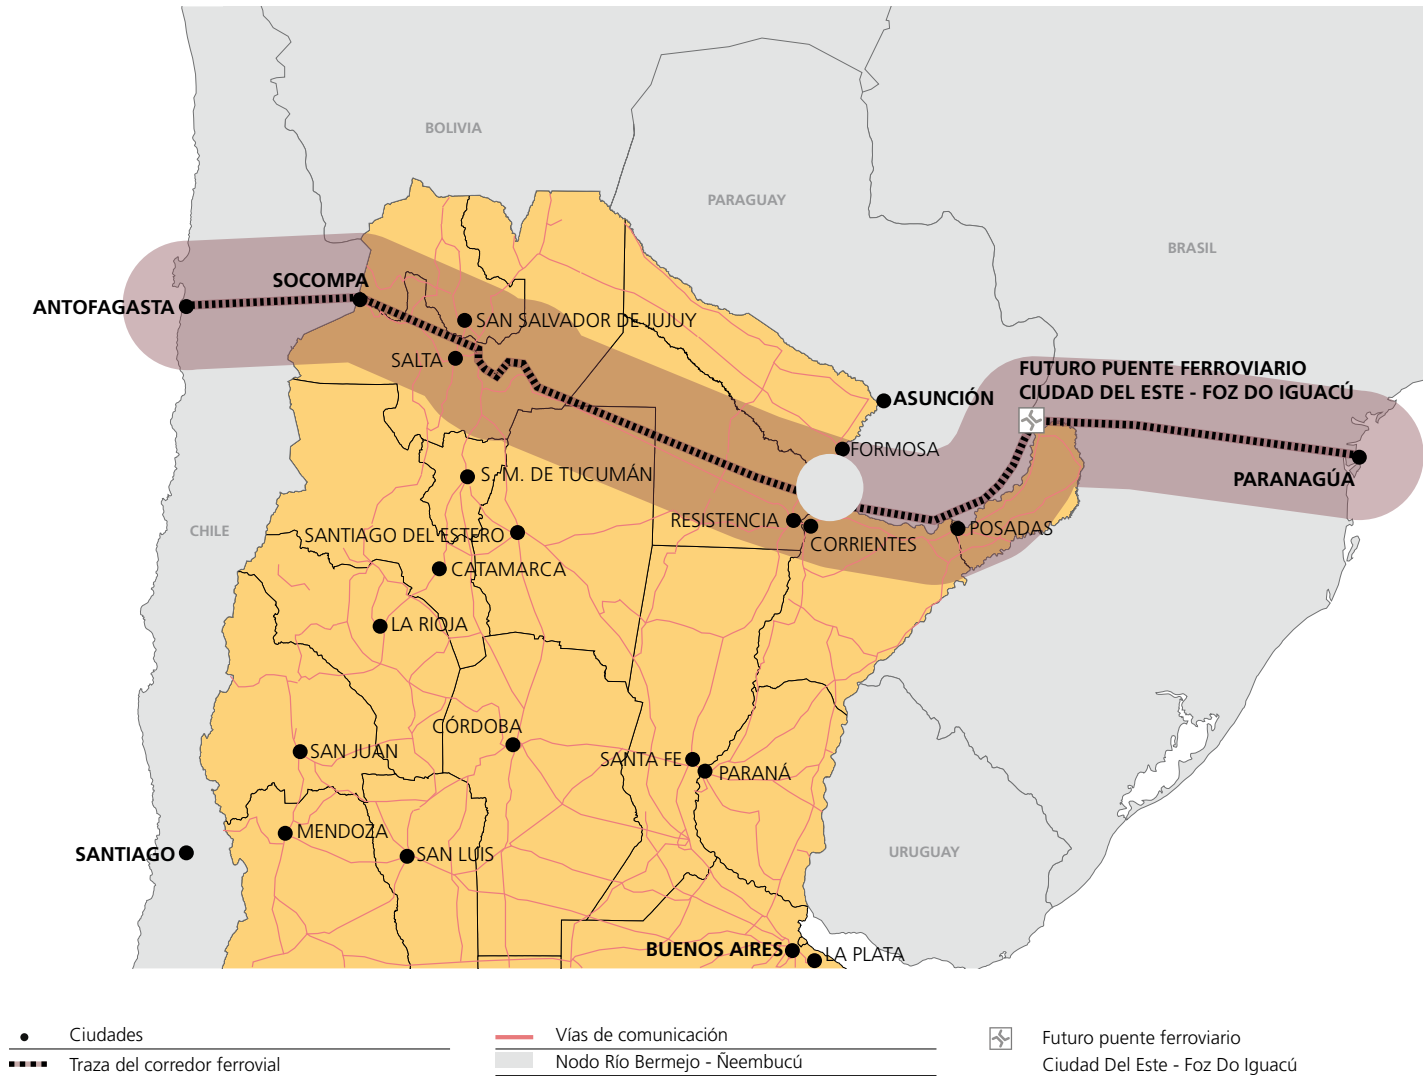 BOLIVIA
PARAGUAY
BRASIL
SOCOMPA
ANTOFAGASTA
SAN SALVADOR DE JUJUY
SALTA
FUTURO PUENTE FERROVIARIO
CIUDAD DEL ESTE - FOZ DO IGUACÚ
ASUNCIÓN
FORMOSA
S. M. DE TUCUMÁN
PARANAGÚA
RESISTENCIA
CHILE
SANTIAGO DEL ESTERO
POSADAS
CORRIENTES
CATAMARCA
LA RIOJA
CÓRDOBA
SAN JUAN
SANTA FE
PARANÁ
MENDOZA
SANTIAGO
SAN LUIS
URUGUAY
BUENOS AIRES
LA PLATA
Ciudades
Traza del corredor ferrovial
Vías de comunicación
Nodo Río Bermejo - Ñeembucú
Futuro puente ferroviario
Ciudad Del Este - Foz Do Iguacú